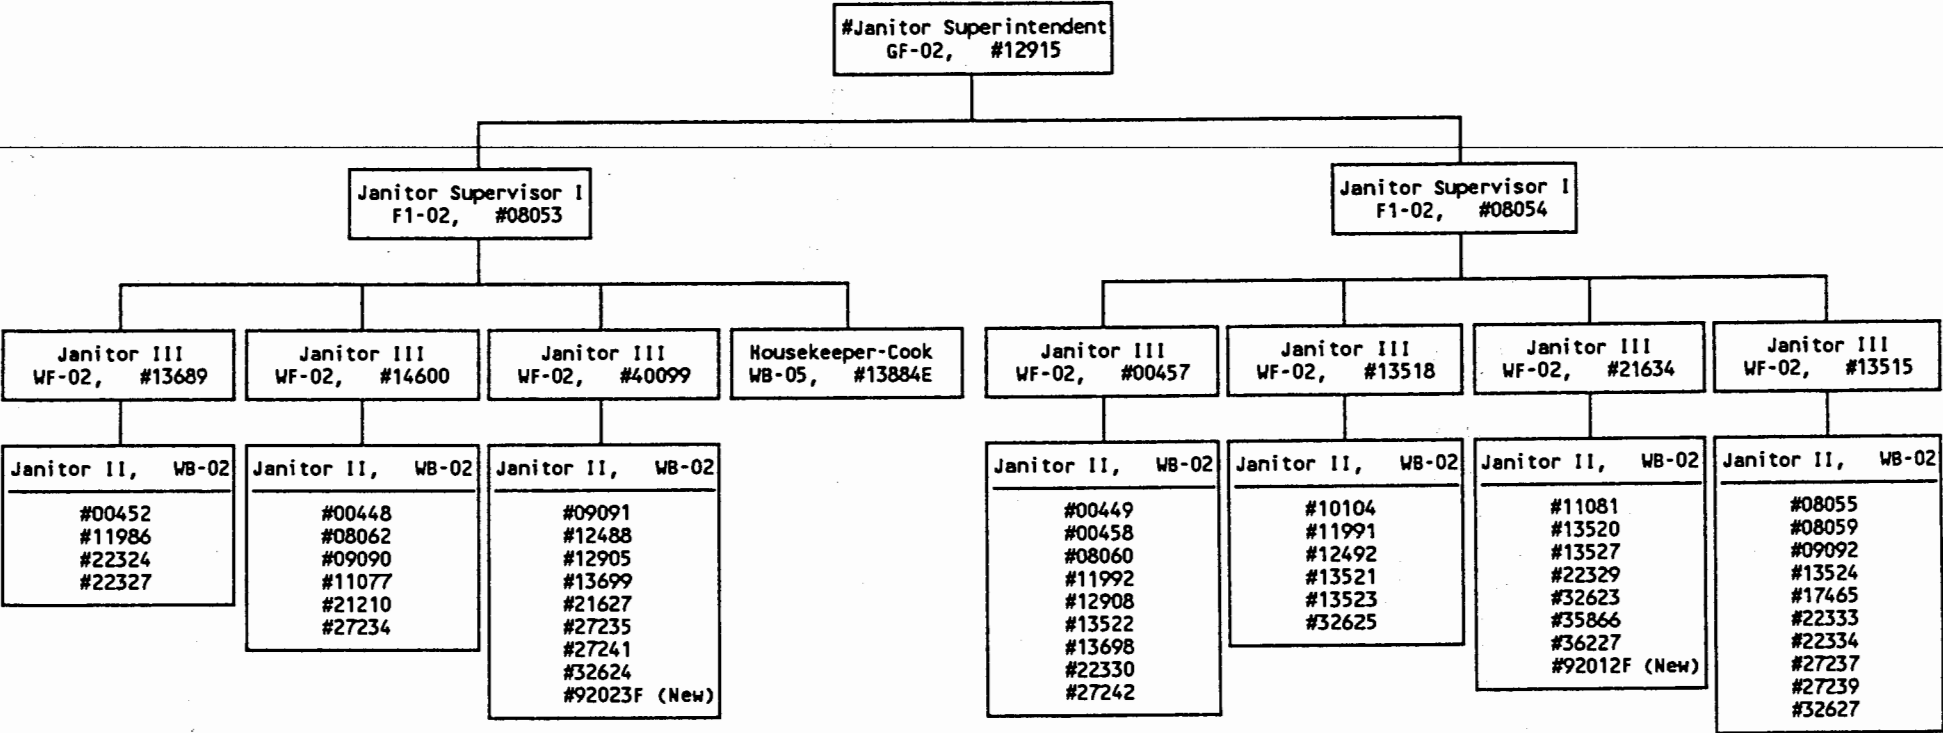 #Janitor Superintendent
GF-02, #12915
Janitor Supervisor I
F1-02, #08053
Janitor Supervisor I
F1-02, #08054
Janitor III
WF-02, #13689
Janitor III
WF-02, #14600
Janitor III
WF-02, #40099
Housekeeper-Cook
WB-05, #13884E
Janitor III
WF-02, #00457
Janitor III
WF-02, #13518
Janitor III
WF-02, #21634
Janitor III
WF-02, #13515
Janitor II, WB-02
#00452
#11986
#22324
#22327
Janitor II, WB-02
#00448
#08062
#09090
#11077
#21210
#27234
Janitor II, WB-02
#09091
#12488
#12905
#13699
#21627
#27235
#27241
#32624
#92023F (New)
Janitor II, WB-02
#00449
#00458
#08060
#11992
#12908
#13522
#13698
#22330
#27242
Janitor II, WB-02
#10104
#11991
#12492
#13521
#13523
#32625
Janitor II, WB-02
#11081
#13520
#13527
#22329
#32623
#35866
#36227
#92012F (New)
Janitor II, WB-02
#08055
#08059
#09092
#13524
#17465
#22333
#22334
#27237
#27239
#32627